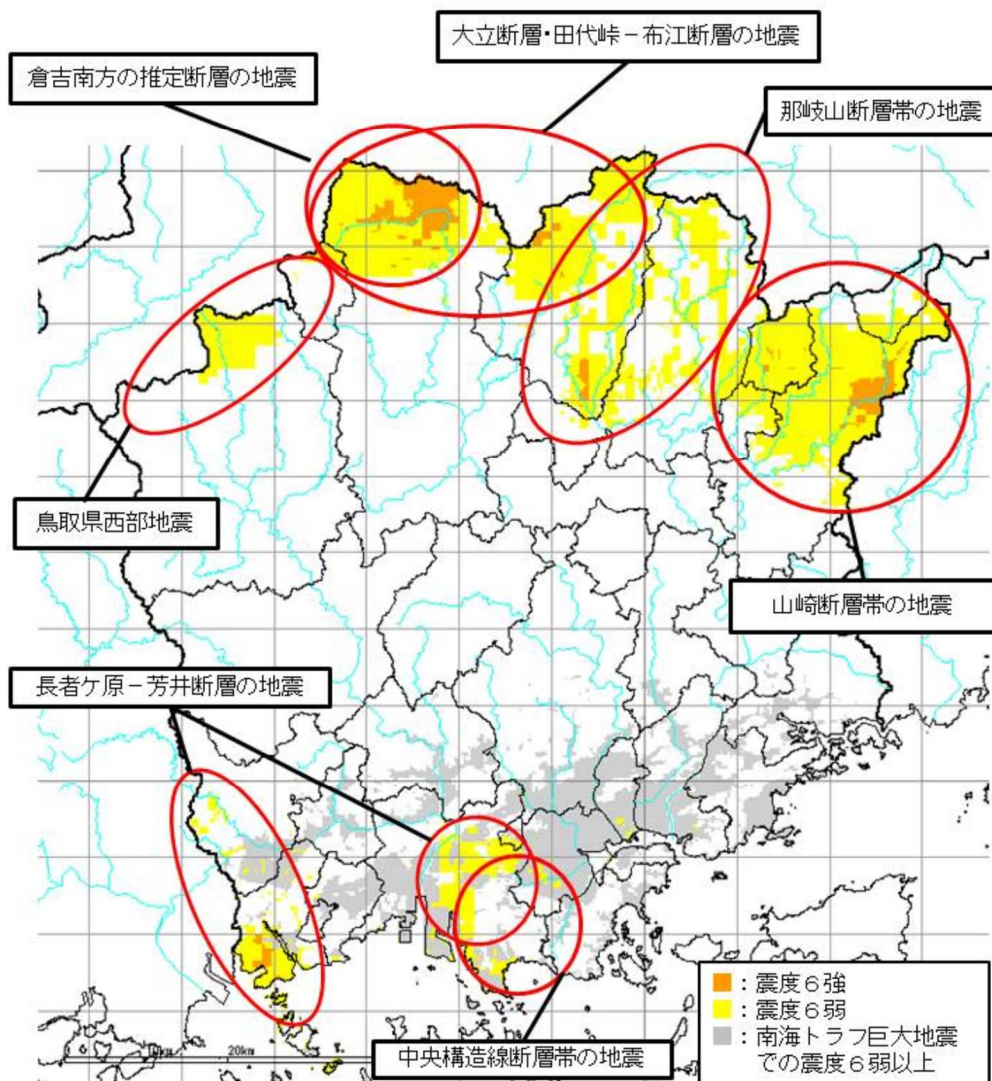 大立断層・田代峠－布江断層の地震
倉吉南方の推定断層の地震
那岐山断層帯の地震
鳥取県西部地震
山崎断層帯の地震
長者ケ原－芳井断層の地震
：震度６強
：震度６弱
：南海トラフ巨大地震
での震度６弱以上
20km
中央構造線断層帯の地震